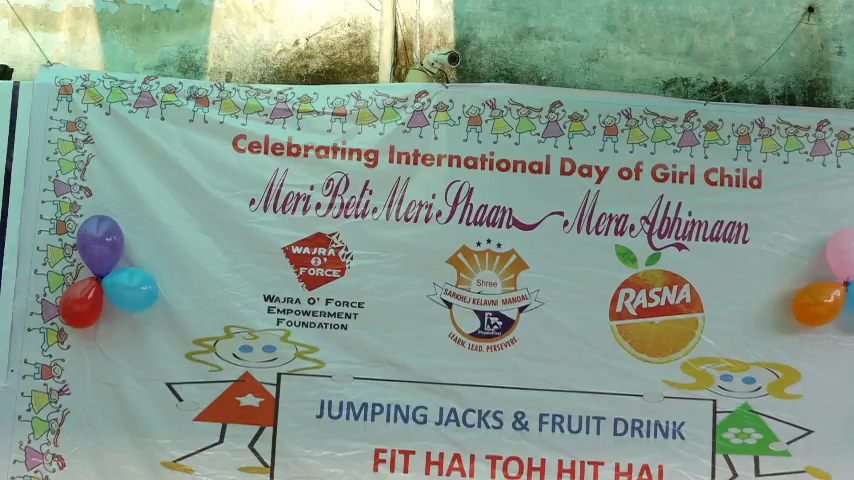 Celebrating International Day of Girl Child
Meri Beti Meri Shaan Mera Abhimaan
WAJRA
O'
FORCE
WAJRA O' FORCE
EMPOWERMENT
FOUNDATION
Shree
SARKHEJ KELAVNI MANDAL
LEARN. LEAD. PERSEVERE.
RASNA
JUMPING JACKS & FRUIT DRINK
FIT HAI TOH HIT HAI